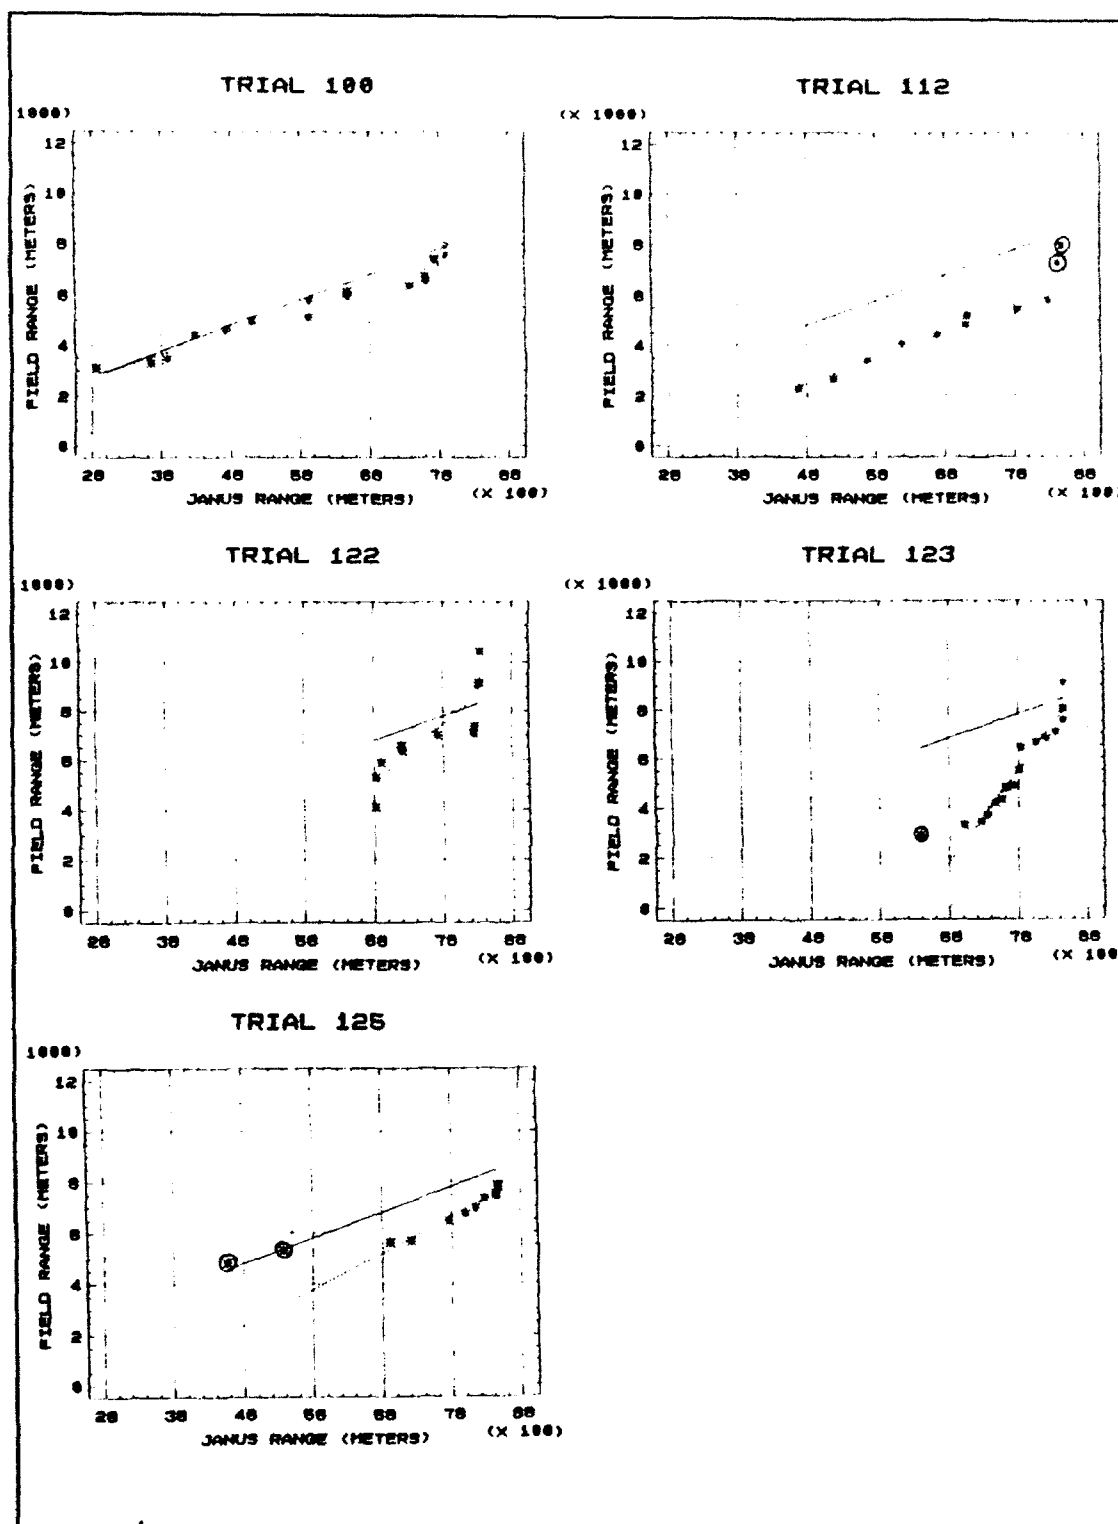 TRIAL 100
1000)
12
10
8
6
4
2
0
FIELD RANGE (METERS)
20 30 40 50 60 70 80
JANUS RANGE (METERS)
(X 100)
TRIAL 112
(X 1000)
12
10
8
6
4
2
0
FIELD RANGE (METERS)
20 30 40 50 60 70 80
JANUS RANGE (METERS)
(X 100)
TRIAL 122
1000)
12
10
8
6
4
2
0
FIELD RANGE (METERS)
20 30 40 50 60 70 80
JANUS RANGE (METERS)
(X 100)
TRIAL 123
(X 1000)
12
10
8
6
4
2
0
FIELD RANGE (METERS)
20 30 40 50 60 70 80
JANUS RANGE (METERS)
(X 100
TRIAL 125
1000)
12
10
8
6
4
2
0
FIELD RANGE (METERS)
20 30 40 50 60 70 80
JANUS RANGE (METERS)
(X 100)